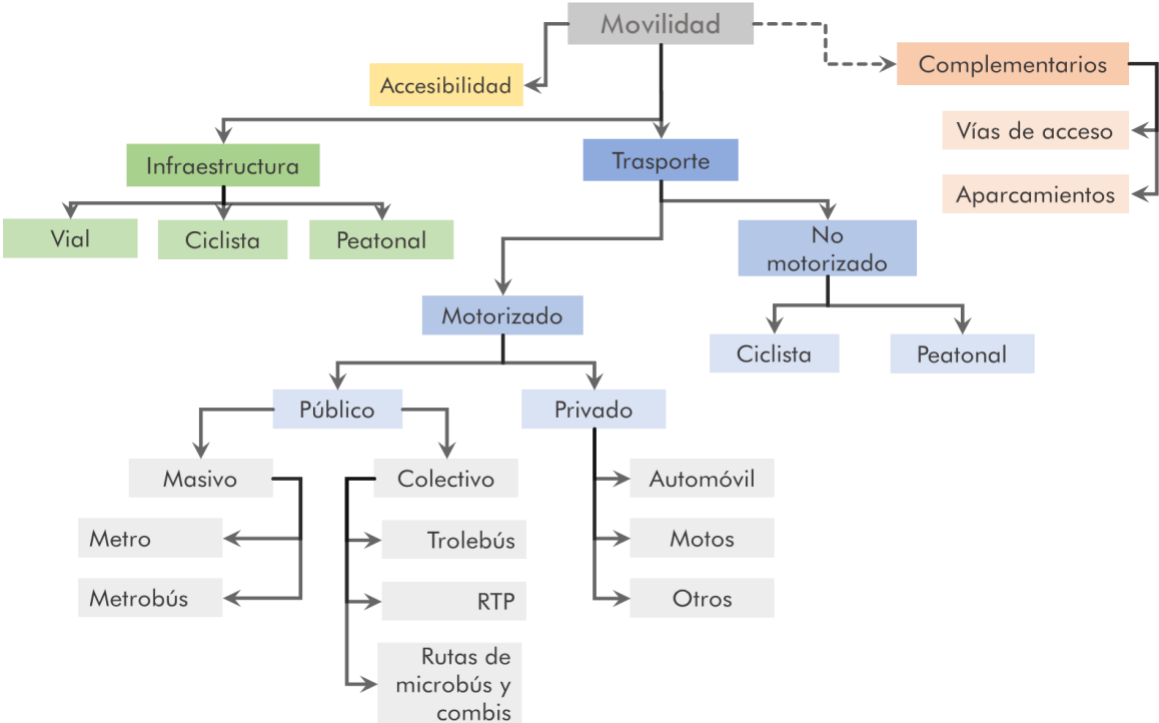 Movilidad
Complementarios
Accesibilidad
Vías de acceso
Infraestructura
Trasporte
Aparcamientos
Vial
Ciclista
Peatonal
No
motorizado
Motorizado
Ciclista
Peatonal
Público
Privado
Masivo
Colectivo
Automóvil
Metro
Trolebús
Motos
Metrobús
RTP
Otros
Rutas de
microbús y
combis